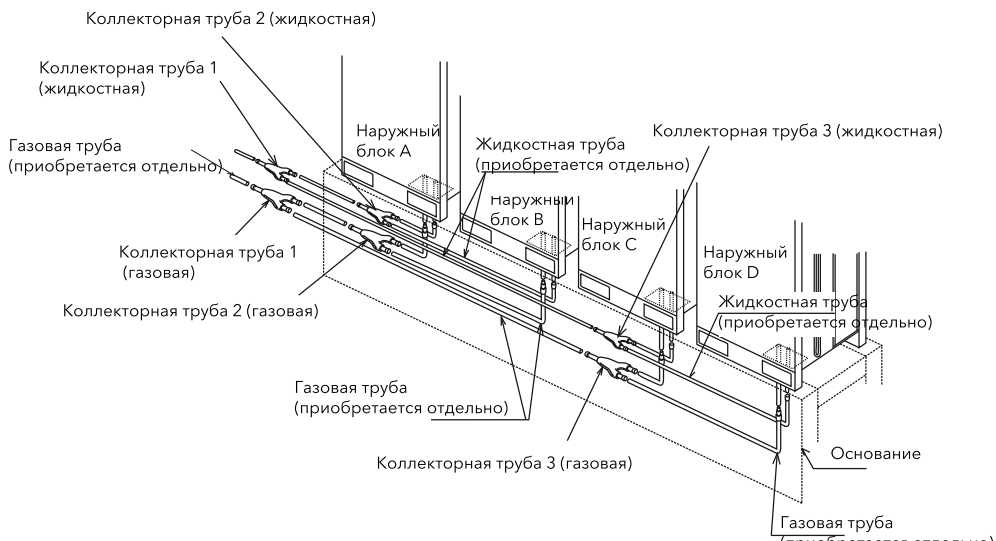 Коллекторная труба 2 (жидкостная)
Коллекторная труба 1
(жидкостная)
Газовая труба
(приобретается отдельно)
Наружный
блок A
Жидкостная труба
(приобретается отдельно)
Коллекторная труба 3 (жидкостная)
Наружный
блок B
Наружный
блок C
Наружный
блок D
Коллекторная труба 1
(газовая)
Коллекторная труба 2 (газовая)
Жидкостная труба
(приобретается отдельно)
Газовая труба
(приобретается отдельно)
Коллекторная труба 3 (газовая)
Основание
Газовая труба
(приобретается отдельно)